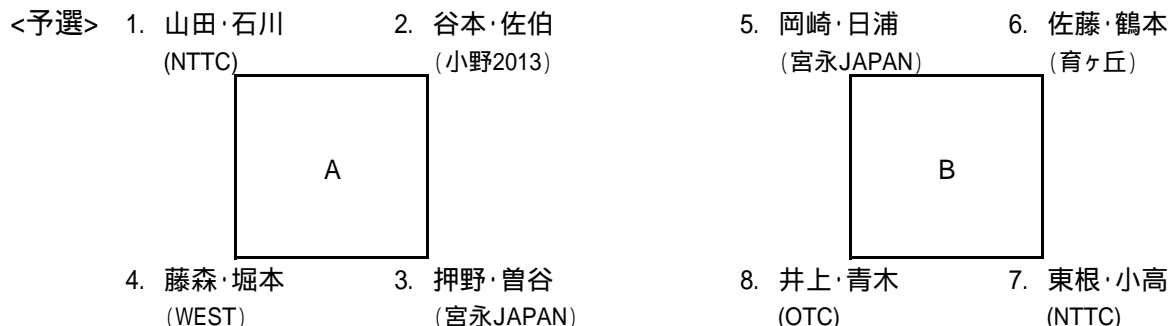 <予選> 1. 山田･石川 2. 谷本･佐伯 5. 岡崎･日浦 6. 佐藤･鶴本
(NTTC) (小野2013) (宮永JAPAN) (育ヶ丘)
A B
4. 藤森･堀本 3. 押野･曽谷 8. 井上･青木 7. 東根･小高
(WEST) (宮永JAPAN) (OTC) (NTTC)